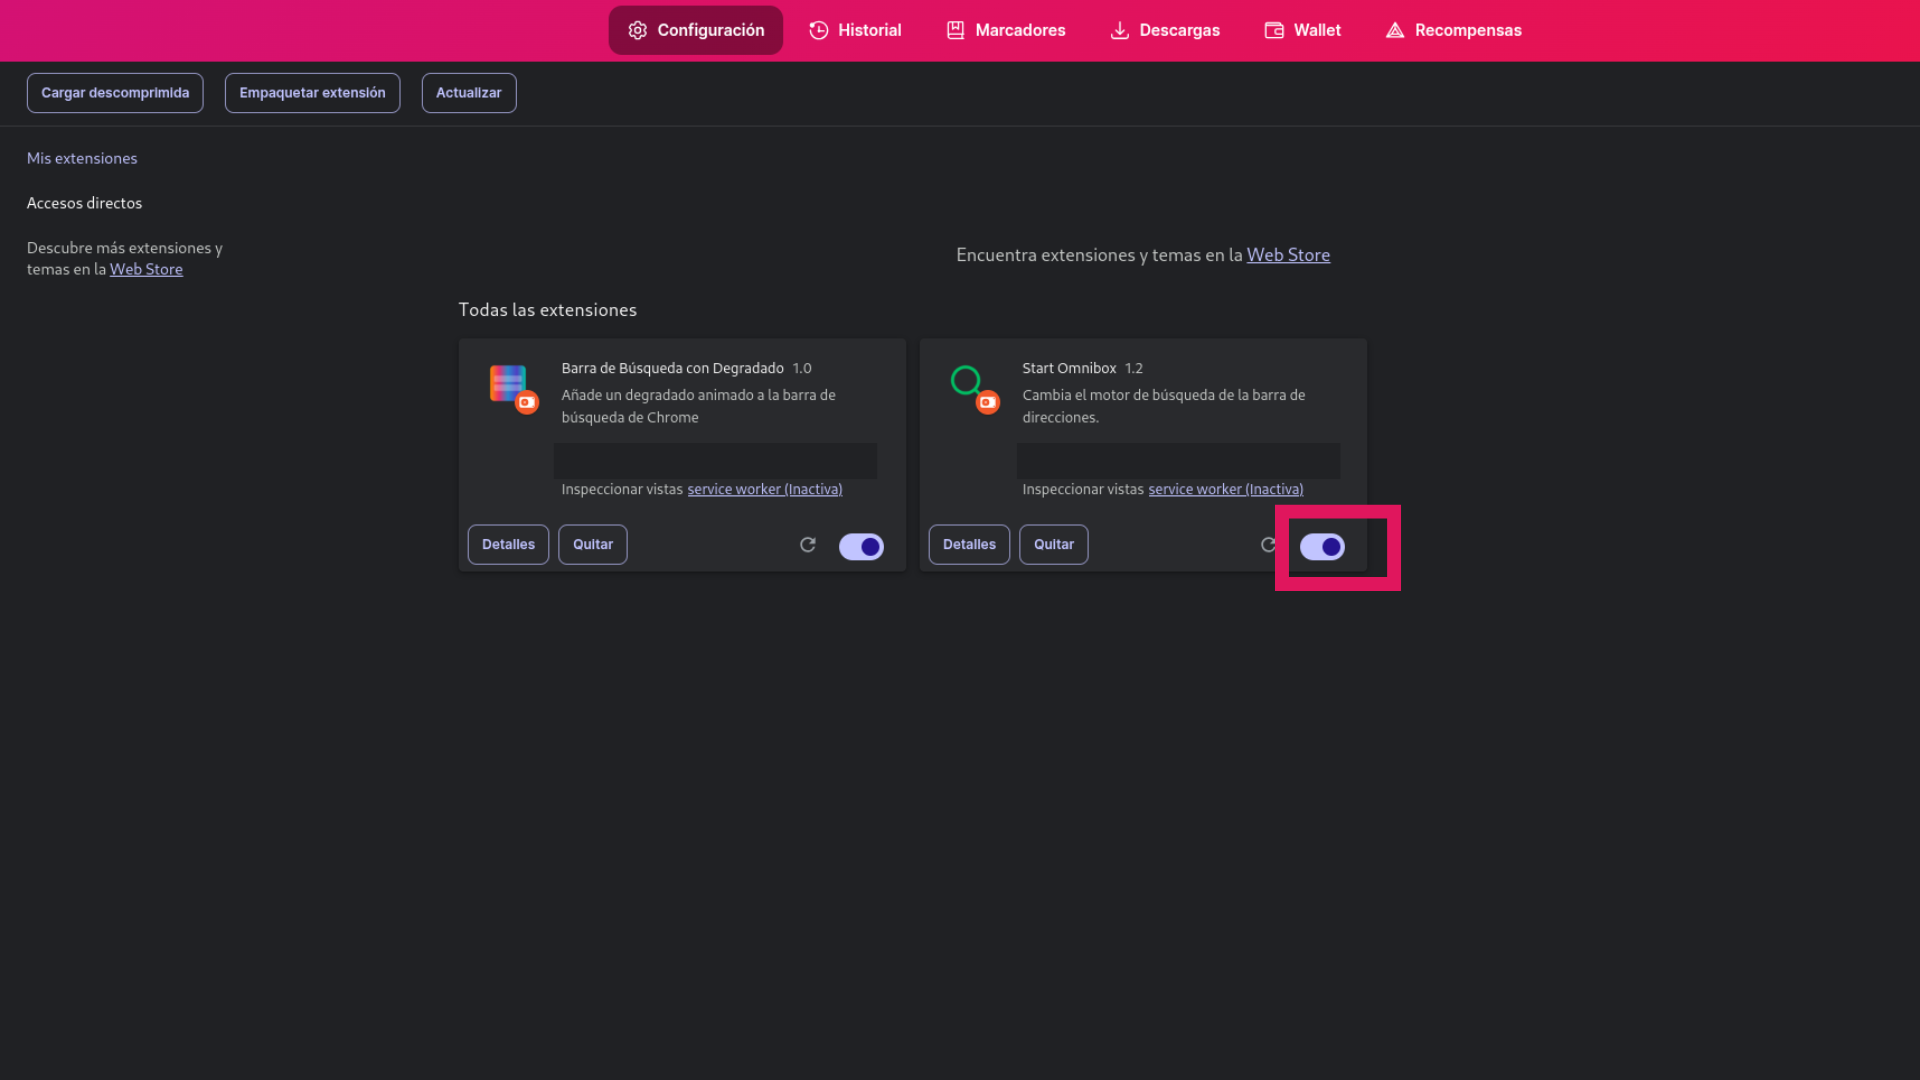 Configuración
Historial
Marcadores
Descargas
Wallet
Recompensas
Cargar descomprimida
Empaquetar extensión
Actualizar
Mis extensiones
Accesos directos
Descubre más extensiones y
temas en la Web Store
Encuentra extensiones y temas en la Web Store
Todas las extensiones
Barra de Búsqueda con Degradado 1.0
Añade un degradado animado a la barra de
búsqueda de Chrome
Inspeccionar vistas service worker (Inactiva)
Detalles
Quitar
Start Omnibox 1.2
Cambia el motor de búsqueda de la barra de
direcciones.
Inspeccionar vistas service worker (Inactiva)
Detalles
Quitar